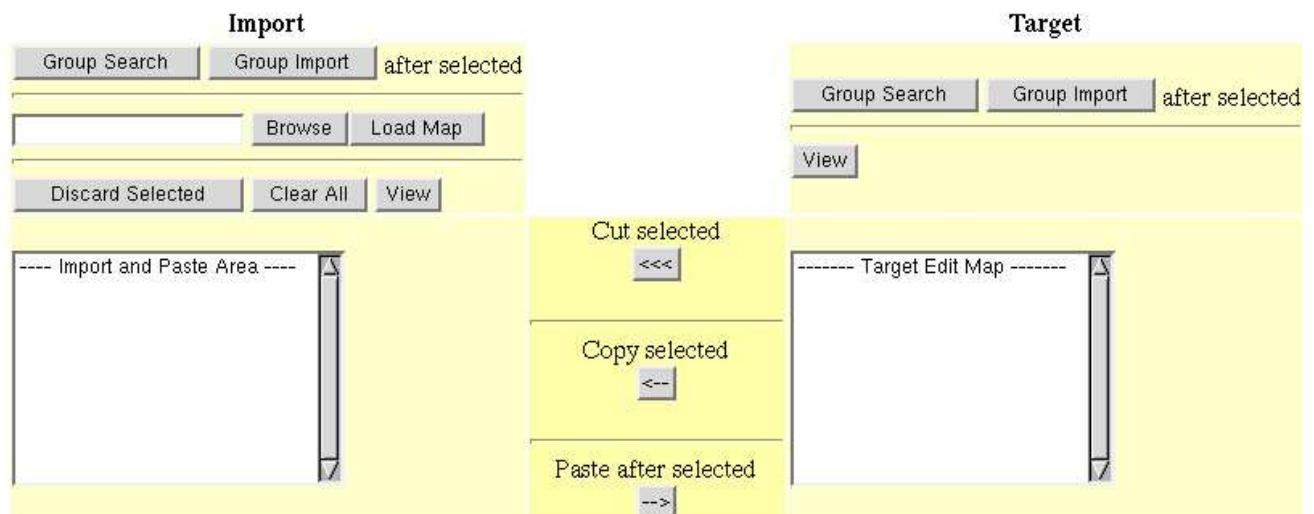 Import
Group Search Group Import after selected
Browse Load Map
Discard Selected Clear All View
---- Import and Paste Area ----
Cut selected
<<<
Copy selected
<--
Paste after selected
-->
Target
Group Search Group Import after selected
View
------- Target Edit Map -------